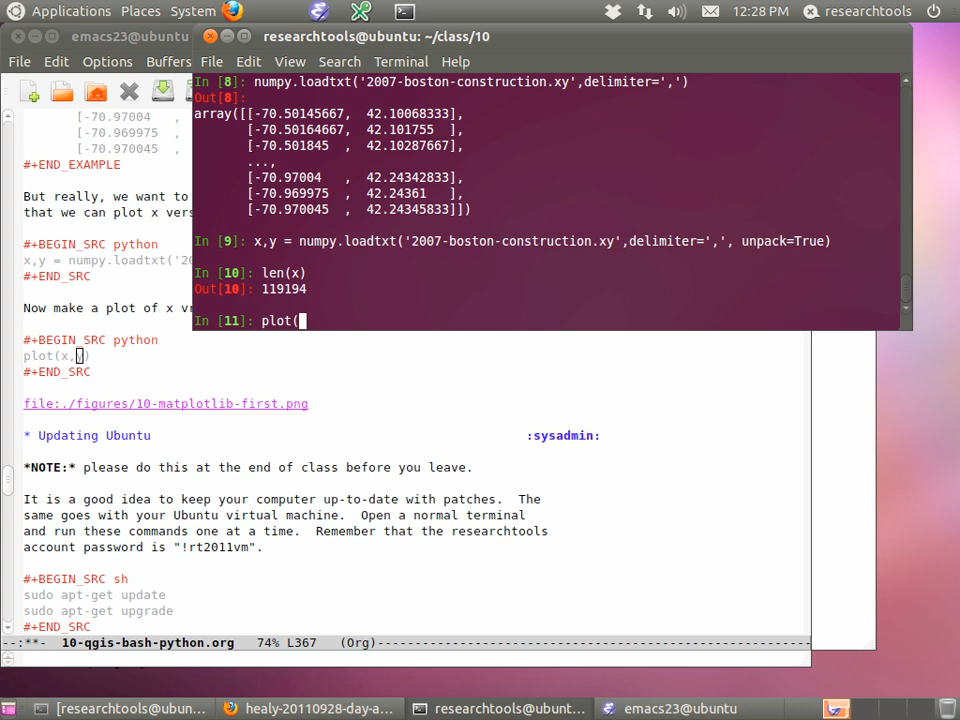 Applications Places System 12:28 PM researchtools
emacs23@ubuntu
File Edit Options Buffers
researchtools@ubuntu: ~/class/10
File Edit View Search Terminal Help
In [8]: numpy.loadtxt('2007-boston-construction.xy',delimiter=',')
Out[8]:
array([[-70.50145667, 42.10068333],
[-70.50164667, 42.101755 ],
[-70.501845 , 42.10287667],
...,
[-70.97004 , 42.24342833],
[-70.969975 , 42.24361 ],
[-70.970045 , 42.24345833]])
In [9]: x,y = numpy.loadtxt('2007-boston-construction.xy',delimiter=',', unpack=True)
In [10]: len(x)
Out[10]: 119194
In [11]: plot(
[-70.97004 ,
[-70.969975 ,
[-70.970045 ,
#+END_EXAMPLE
But really, we want to
that we can plot x vers
#+BEGIN_SRC python
x,y = numpy.loadtxt('20
#+END_SRC
Now make a plot of x vr
#+BEGIN_SRC python
plot(x,y)
#+END_SRC
file:./figures/10-matplotlib-first.png
* Updating Ubuntu :sysadmin:
*NOTE:* please do this at the end of class before you leave.
It is a good idea to keep your computer up-to-date with patches. The
same goes with your Ubuntu virtual machine. Open a normal terminal
and run these commands one at a time. Remember that the researchtools
account password is "!rt2011vm".
#+BEGIN_SRC sh
sudo apt-get update
sudo apt-get upgrade
#+END_SRC
--:**- 10-qgis-bash-python.org 74% L367 (Org)
[researchtools@ubun... healy-20110928-day-a... researchtools@ubunt... emacs23@ubuntu